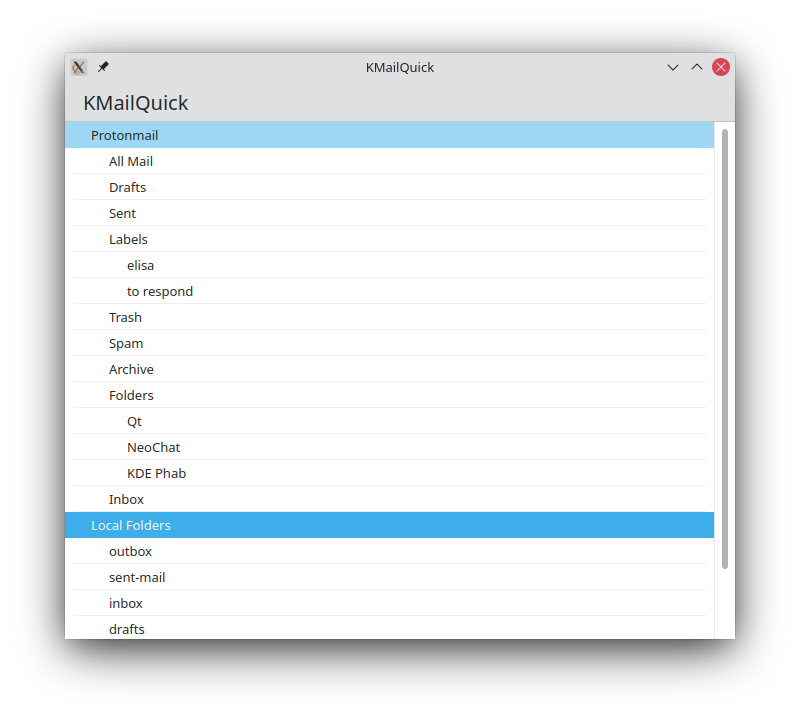 KMailQuick
KMailQuick
Protonmail
All Mail
Drafts
Sent
Labels
elisa
to respond
Trash
Spam
Archive
Folders
Qt
NeoChat
KDE Phab
Inbox
Local Folders
outbox
sent-mail
inbox
drafts